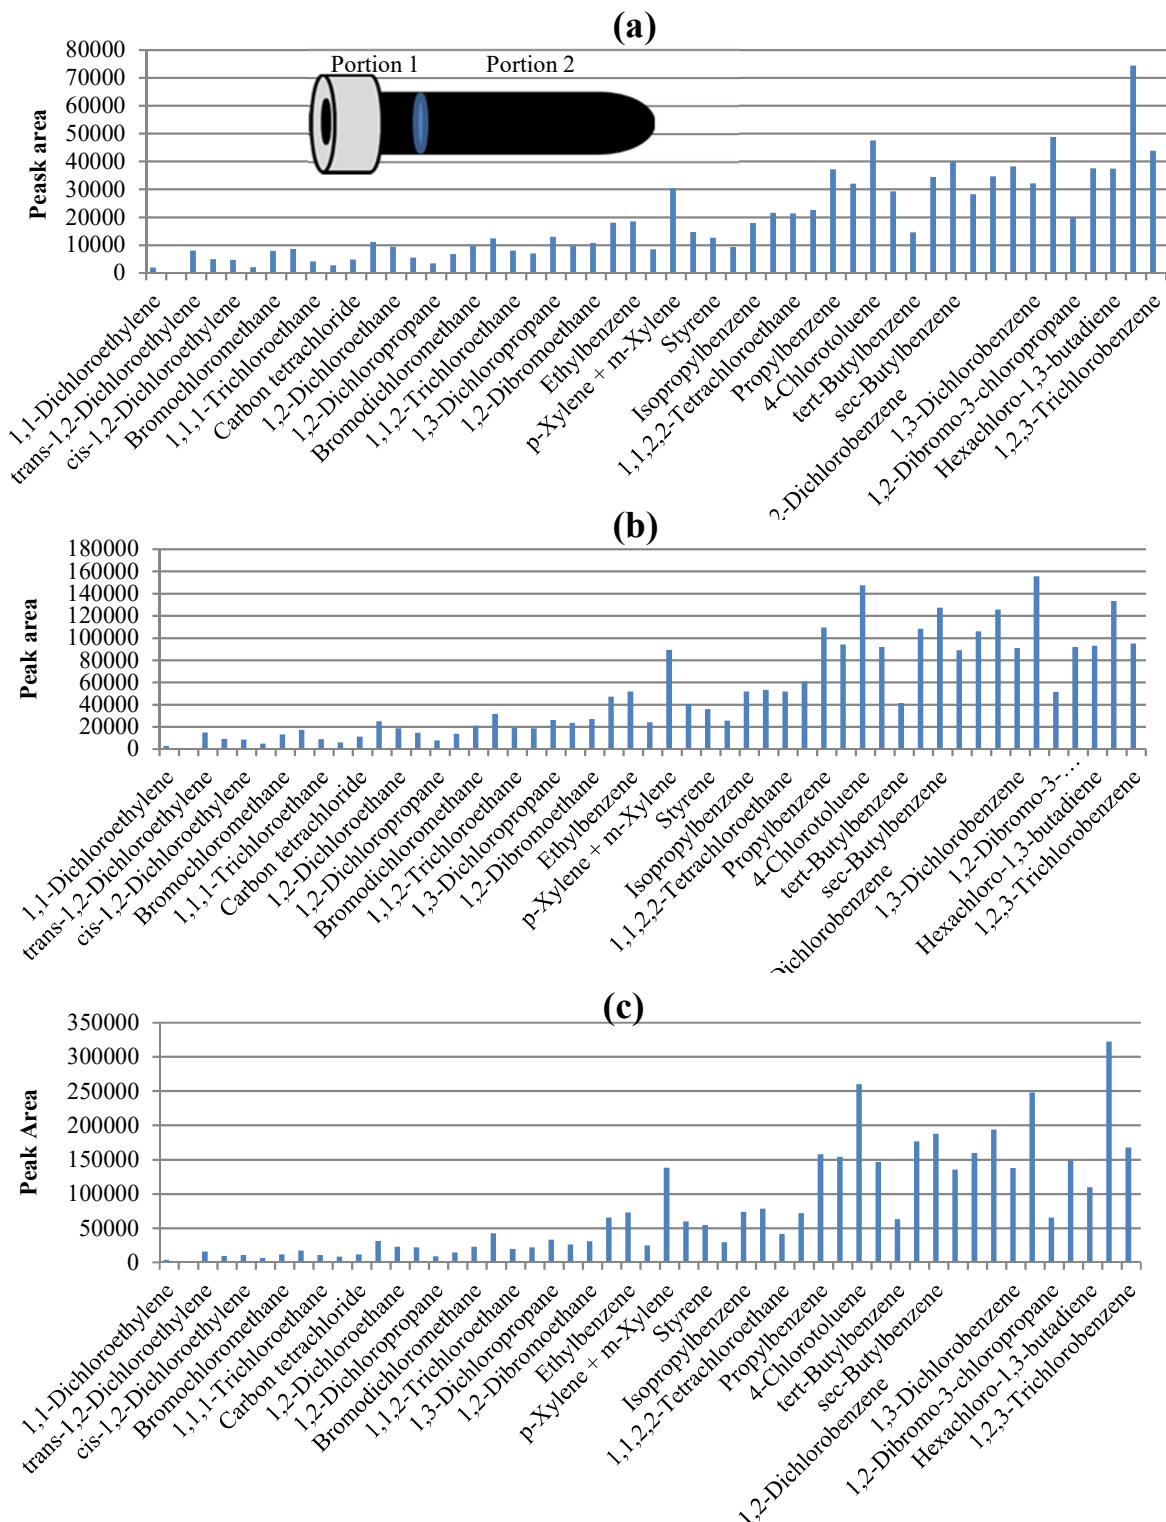 (a)
80000
70000
60000
50000
40000
30000
20000
10000
0
Peask area
Portion 1 Portion 2
1,1-Dichloroethylene
trans-1,2-Dichloroethylene
cis-1,2-Dichloroethylene
Bromochloromethane
1,1,1-Trichloroethane
Carbon tetrachloride
1,2-Dichloroethane
1,2-Dichloropropane
Bromodichloromethane
1,1,2-Trichloroethane
1,3-Dichloropropane
1,2-Dibromoethane
Ethylbenzene
p-Xylene + m-Xylene
Styrene
Isopropylbenzene
1,1,2,2-Tetrachloroethane
Propylbenzene
4-Chlorotoluene
tert-Butylbenzene
sec-Butylbenzene
2-Dichlorobenzene
1,3-Dichlorobenzene
1,2-Dibromo-3-chloropropane
Hexachloro-1,3-butadiene
1,2,3-Trichlorobenzene
(b)
180000
160000
140000
120000
100000
80000
60000
40000
20000
0
Peak area
1,1-Dichloroethylene
trans-1,2-Dichloroethylene
cis-1,2-Dichloroethylene
Bromochloromethane
1,1,1-Trichloroethane
Carbon tetrachloride
1,2-Dichloroethane
1,2-Dichloropropane
Bromodichloromethane
1,1,2-Trichloroethane
1,3-Dichloropropane
1,2-Dibromoethane
Ethylbenzene
p-Xylene + m-Xylene
Styrene
Isopropylbenzene
1,1,2,2-Tetrachloroethane
Propylbenzene
4-Chlorotoluene
tert-Butylbenzene
sec-Butylbenzene
Dichlorobenzene
1,3-Dichlorobenzene
1,2-Dibromo-3-…
Hexachloro-1,3-butadiene
1,2,3-Trichlorobenzene
(c)
350000
300000
250000
200000
150000
100000
50000
0
Peak Area
1,1-Dichloroethylene
trans-1,2-Dichloroethylene
cis-1,2-Dichloroethylene
Bromochloromethane
1,1,1-Trichloroethane
Carbon tetrachloride
1,2-Dichloroethane
1,2-Dichloropropane
Bromodichloromethane
1,1,2-Trichloroethane
1,3-Dichloropropane
1,2-Dibromoethane
Ethylbenzene
p-Xylene + m-Xylene
Styrene
Isopropylbenzene
1,1,2,2-Tetrachloroethane
Propylbenzene
4-Chlorotoluene
tert-Butylbenzene
sec-Butylbenzene
1,2-Dichlorobenzene
1,3-Dichlorobenzene
1,2-Dibromo-3-chloropropane
Hexachloro-1,3-butadiene
1,2,3-Trichlorobenzene